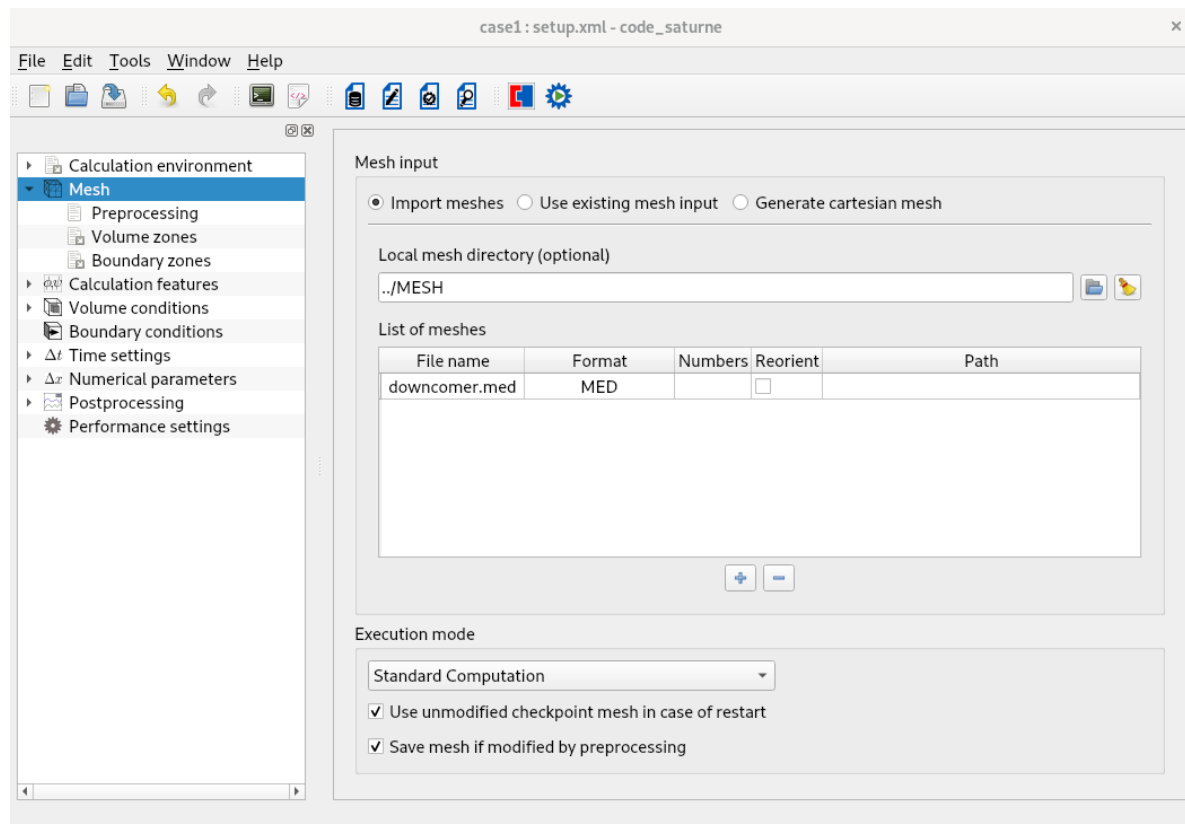 case1 : setup.xml - code_saturne
File Edit Tools Window Help
Calculation environment
Mesh
Preprocessing
Volume zones
Boundary zones
Calculation features
Volume conditions
Boundary conditions
Δt Time settings
Δx Numerical parameters
Postprocessing
Performance settings
Mesh input
Import meshes Use existing mesh input Generate cartesian mesh
Local mesh directory (optional)
../MESH
List of meshes
File name Format Numbers Reorient Path
downcomer.med MED
Execution mode
Standard Computation
Use unmodified checkpoint mesh in case of restart
Save mesh if modified by preprocessing